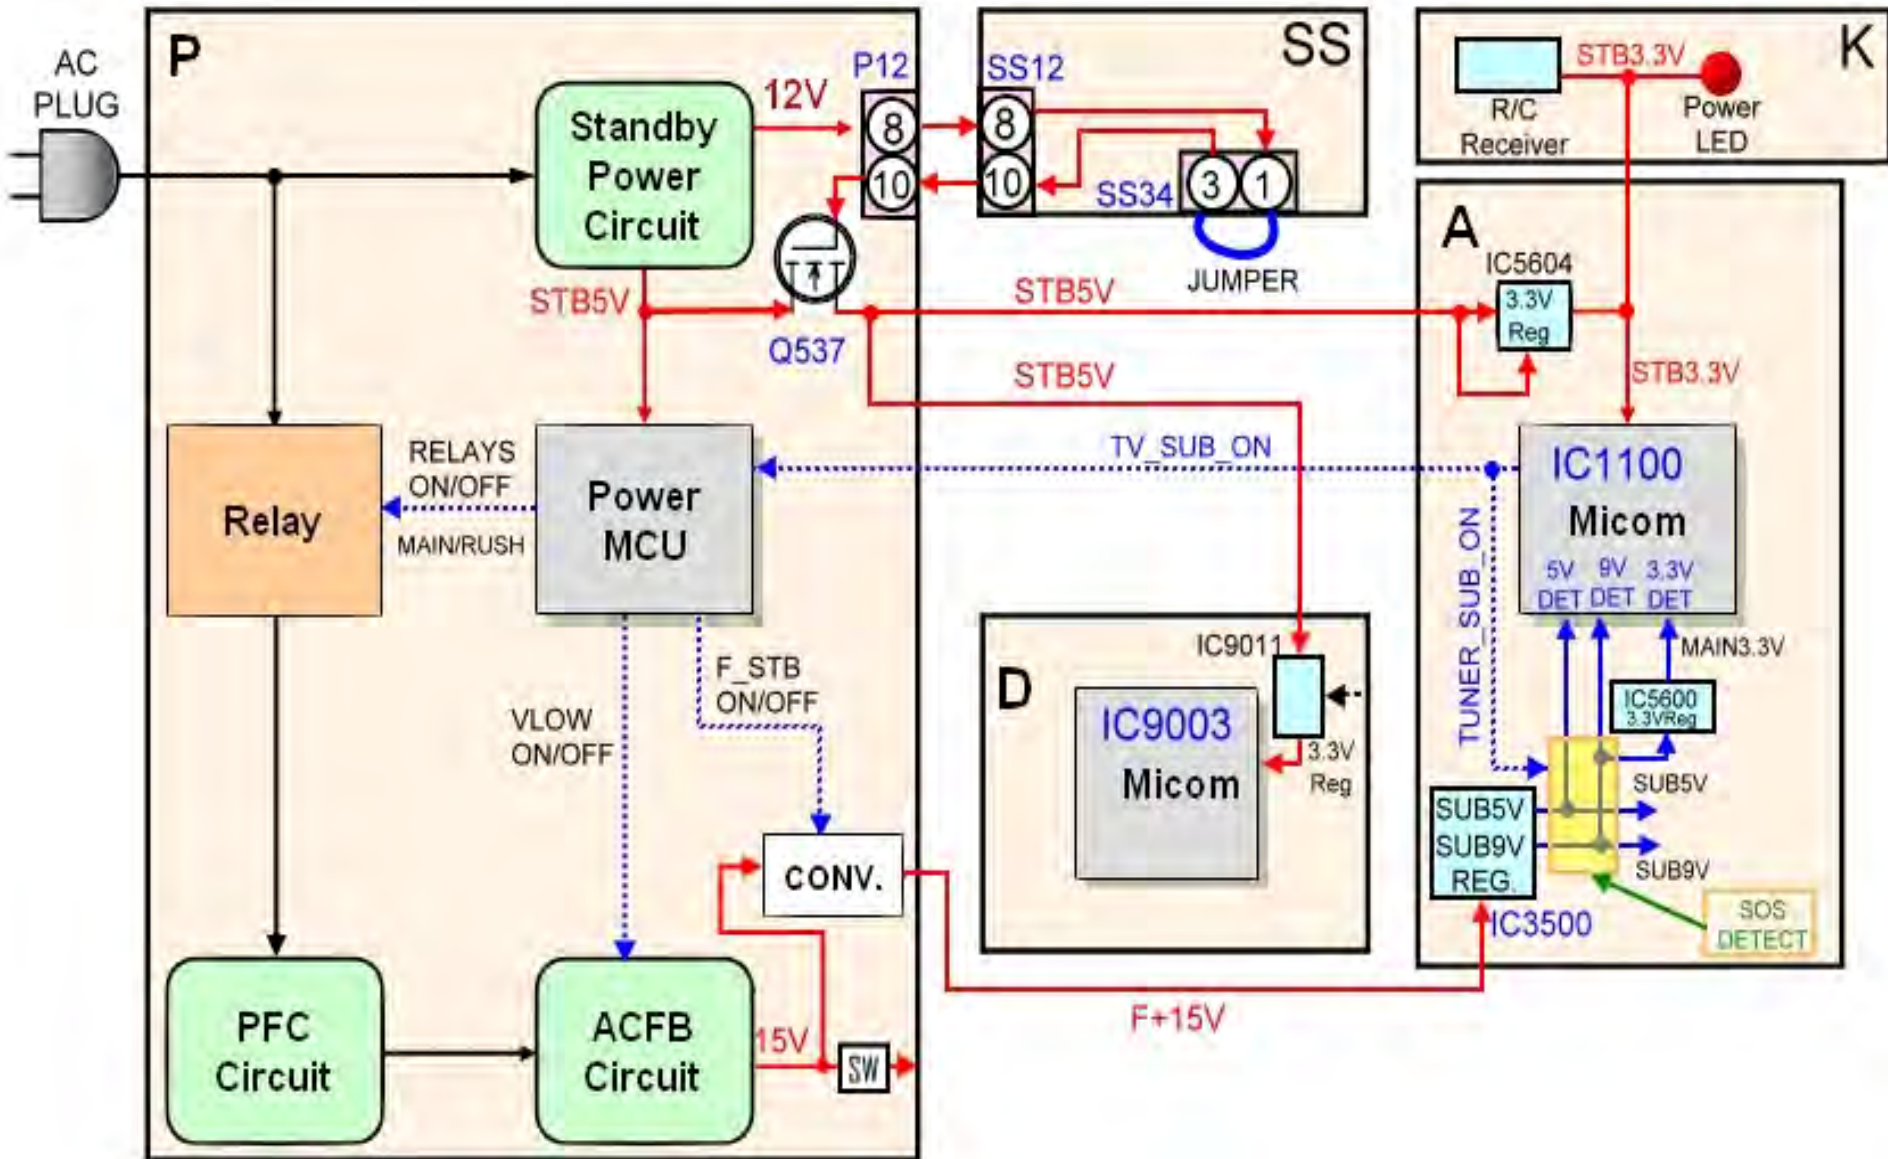 AC
PLUG
P
Standby
Power
Circuit
12V
P12
8
10
SS12
8
10
SS
SS34
3
1
JUMPER
K
STB3.3V
R/C
Receiver
Power
LED
STB5V
Q537
STB5V
STB5V
A
IC5604
3.3V
Reg
STB3.3V
Relay
RELAYS
ON/OFF
MAIN/RUSH
Power
MCU
TV_SUB_ON
IC1100
Micom
5V
DET
9V
DET
3.3V
DET
TUNER_SUB_ON
MAIN3.3V
IC5600
3.3VReg
VLOW
ON/OFF
F_STB
ON/OFF
D
IC9011
IC9003
Micom
3.3V
Reg
SUB5V
SUB9V
REG.
IC3500
SUB5V
SUB9V
SOS
DETECT
CONV.
PFC
Circuit
ACFB
Circuit
15V
SW
F+15V